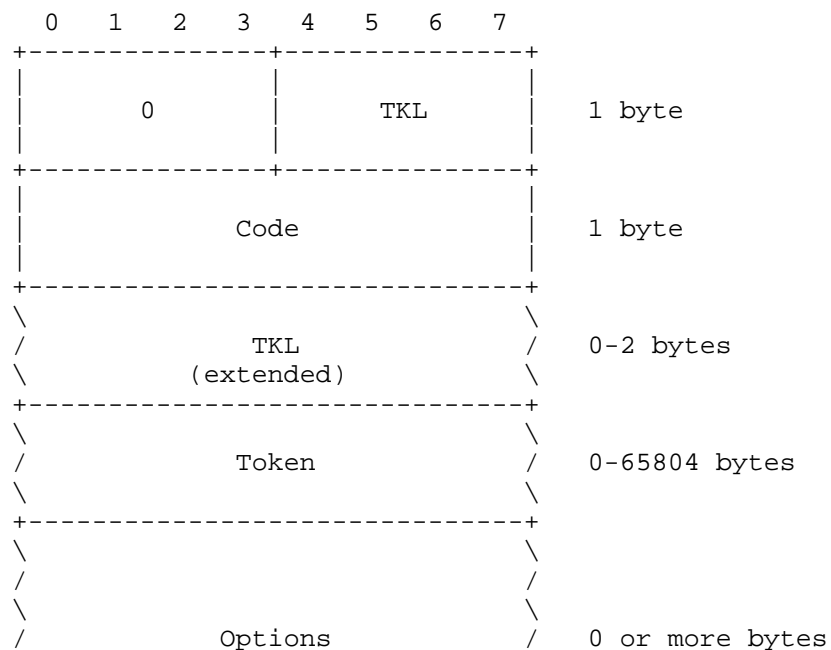 0   1   2   3   4   5   6   7
+---------------+---------------+
|               |               |
|       0       |      TKL      |   1 byte
|               |               |
+---------------+---------------+
|                               |
|             Code              |   1 byte
|                               |
+-------------------------------+
\                               \
/              TKL              /   0-2 bytes
\          (extended)           \
+-------------------------------+
\                               \
/             Token             /   0-65804 bytes
\                               \
+-------------------------------+
\                               \
/                               /
\                               \
/            Options            /   0 or more bytes